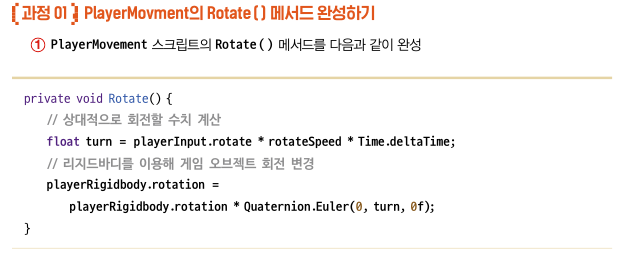 과정 01 PlayerMovment의 Rotate() 메서드 완성하기
① PlayerMovement 스크립트의 Rotate() 메서드를 다음과 같이 완성
private void Rotate() {
// 상대적으로 회전할 수치 계산
float turn = playerInput.rotate * rotateSpeed * Time.deltaTime;
// 리지드바디를 이용해 게임 오브젝트 회전 변경
playerRigidbody.rotation =
playerRigidbody.rotation * Quaternion.Euler(0, turn, 0f);
}